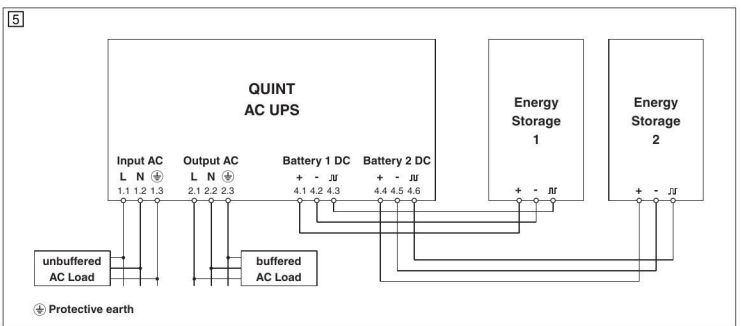 5
QUINT
AC UPS
Input AC
Output AC
Battery 1 DC
Battery 2 DC
L N
L N
+ -
+ -
1.1 1.2 1.3
2.1 2.2 2.3
4.1 4.2 4.3
4.4 4.5 4.6
Energy
Storage
1
+ -
Energy
Storage
2
+ -
unbuffered
AC Load
buffered
AC Load
Protective earth